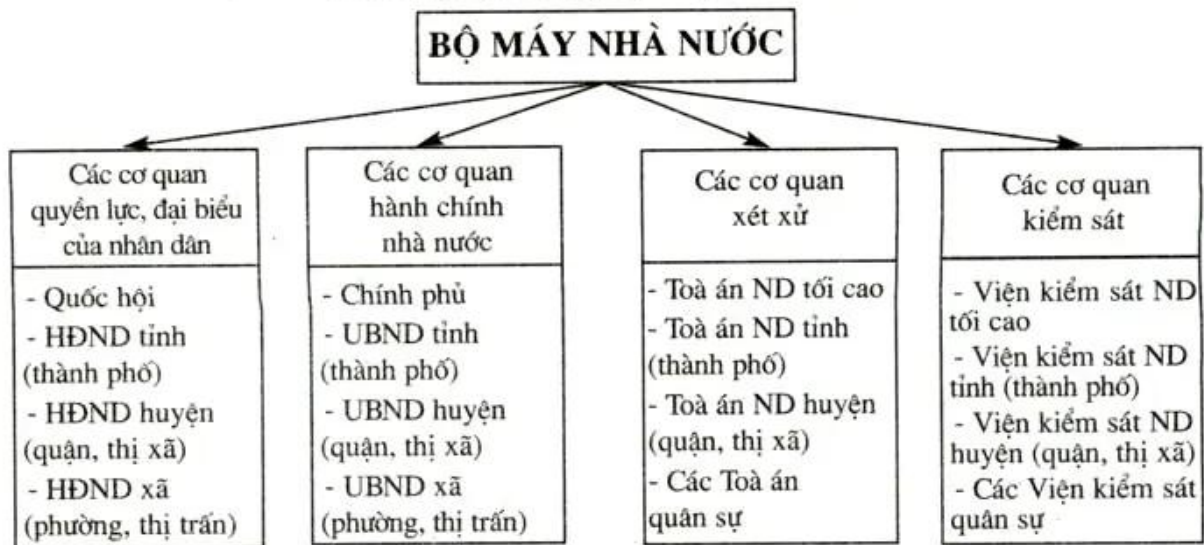 BỘ MÁY NHÀ NƯỚC
Các cơ quan
quyền lực, đại biểu
của nhân dân
- Quốc hội
- HĐND tỉnh
(thành phố)
- HĐND huyện
(quận, thị xã)
- HĐND xã
(phường, thị trấn)
Các cơ quan
hành chính
nhà nước
- Chính phủ
- UBND tỉnh
(thành phố)
- UBND huyện
(quận, thị xã)
- UBND xã
(phường, thị trấn)
Các cơ quan
xét xử
- Toà án ND tối cao
- Toà án ND tỉnh
(thành phố)
- Toà án ND huyện
(quận, thị xã)
- Các Toà án
quân sự
Các cơ quan
kiểm sát
- Viện kiểm sát ND
tối cao
- Viện kiểm sát ND
tỉnh (thành phố)
- Viện kiểm sát ND
huyện (quận, thị xã)
- Các Viện kiểm sát
quân sự